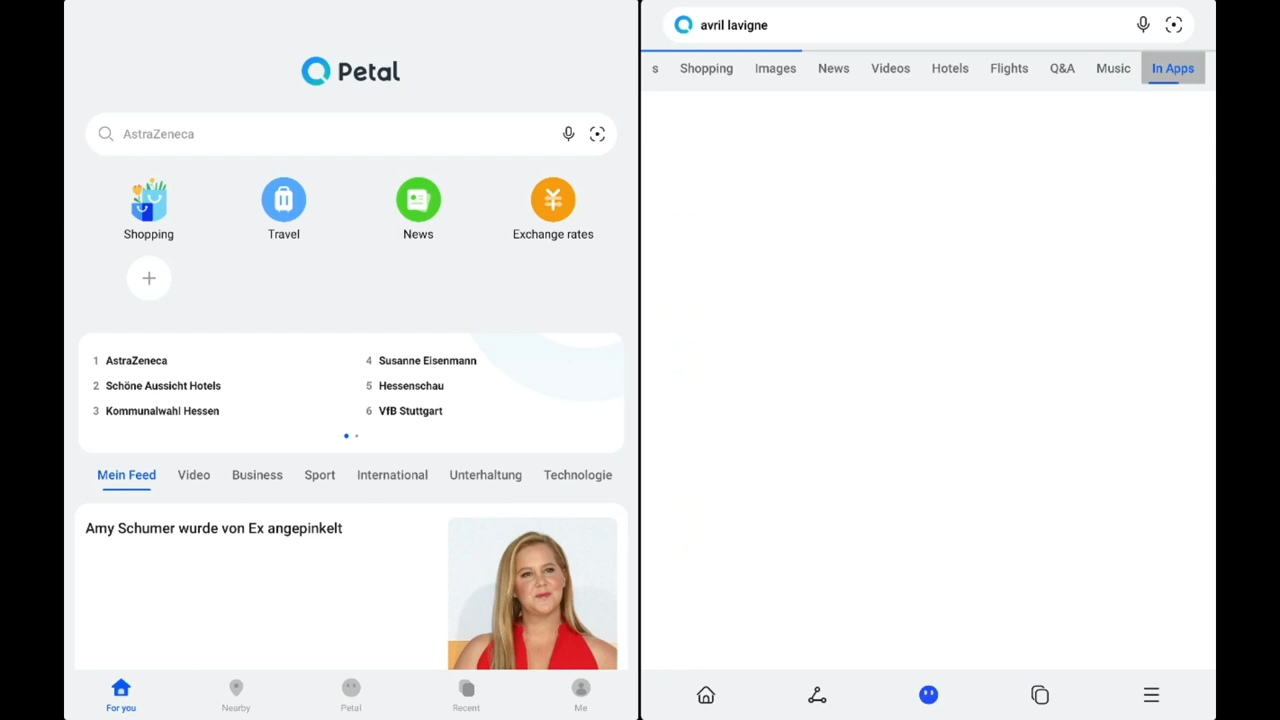 Petal
AstraZeneca
Shopping
Travel
News
Exchange rates
1 AstraZeneca
2 Schöne Aussicht Hotels
3 Kommunalwahl Hessen
4 Susanne Eisenmann
5 Hessenschau
6 VfB Stuttgart
Mein Feed Video Business Sport International Unterhaltung Technologie
Amy Schumer wurde von Ex angepinkelt
For you Nearby Petal Recent Me
avril lavigne
s Shopping Images News Videos Hotels Flights Q&A Music In Apps